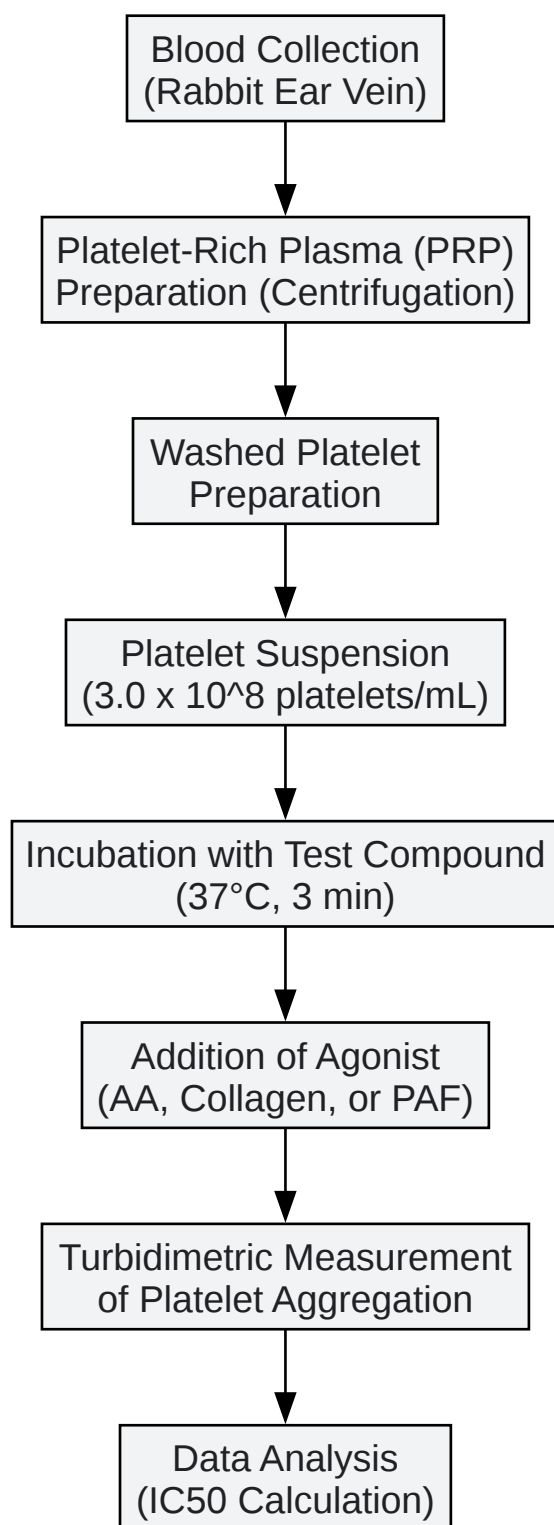 Blood Collection
(Rabbit Ear Vein)
Platelet-Rich Plasma (PRP)
Preparation (Centrifugation)
Washed Platelet
Preparation
Platelet Suspension
(3.0 x 10^8 platelets/mL)
Incubation with Test Compound
(37°C, 3 min)
Addition of Agonist
(AA, Collagen, or PAF)
Turbidimetric Measurement
of Platelet Aggregation
Data Analysis
(IC50 Calculation)